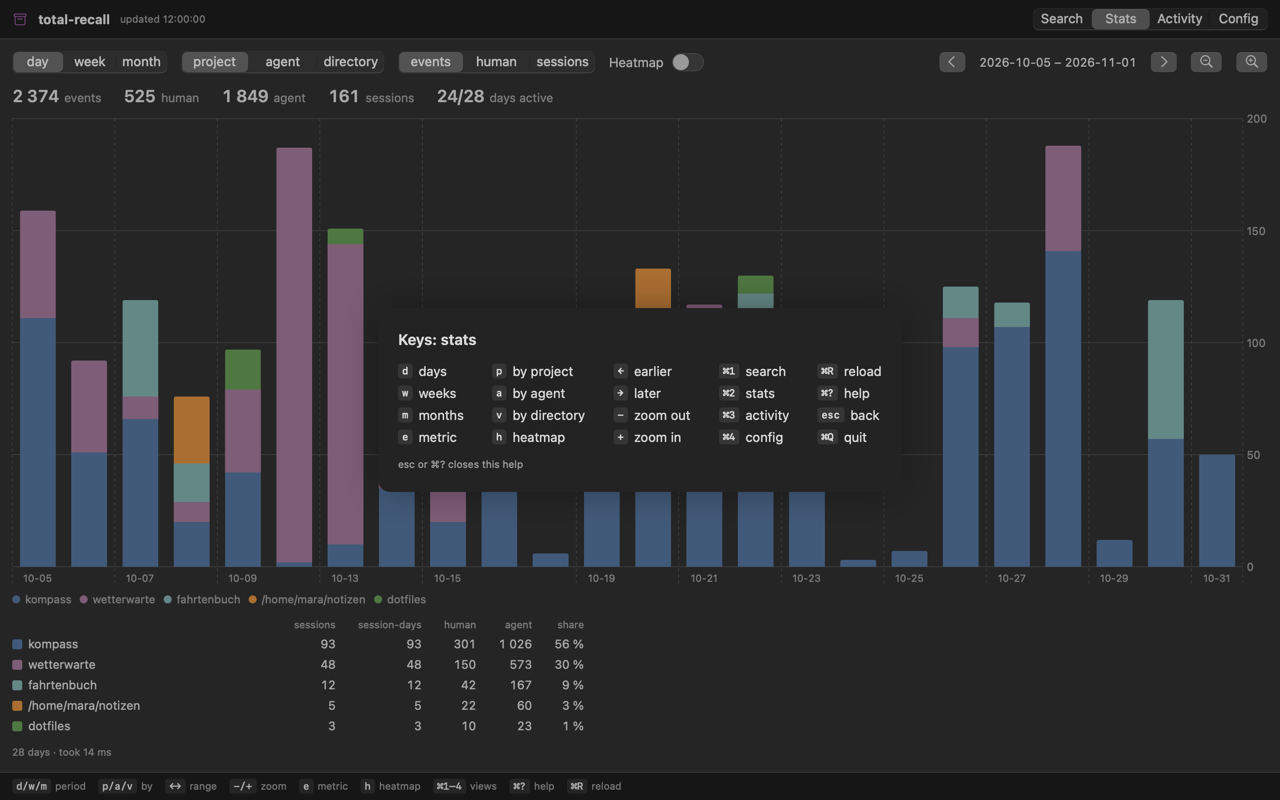 total-recall updated 12:00:00 Search Stats Activity Config
day week month project agent directory events human sessions Heatmap 2026-10-05 – 2026-11-01
2 374 events 525 human 1 849 agent 161 sessions 24/28 days active
200
150
100
50
0
Keys: stats
d days p by project ← earlier ⌘1 search ⌘R reload
w weeks a by agent → later ⌘2 stats ⌘? help
m months v by directory − zoom out ⌘3 activity esc back
e metric h heatmap + zoom in ⌘4 config ⌘Q quit
esc or ⌘? closes this help
10-05 10-07 10-09 10-13 10-15 10-19 10-21 10-23 10-25 10-27 10-29 10-31
kompass wetterwarte fahrtenbuch /home/mara/notizen dotfiles
sessions session-days human agent share
kompass 93 93 301 1 026 56 %
wetterwarte 48 48 150 573 30 %
fahrtenbuch 12 12 42 167 9 %
/home/mara/notizen 5 5 22 60 3 %
dotfiles 3 3 10 23 1 %
28 days · took 14 ms
d/w/m period p/a/v by ↔ range −/+ zoom e metric h heatmap ⌘1–4 views ⌘? help ⌘R reload